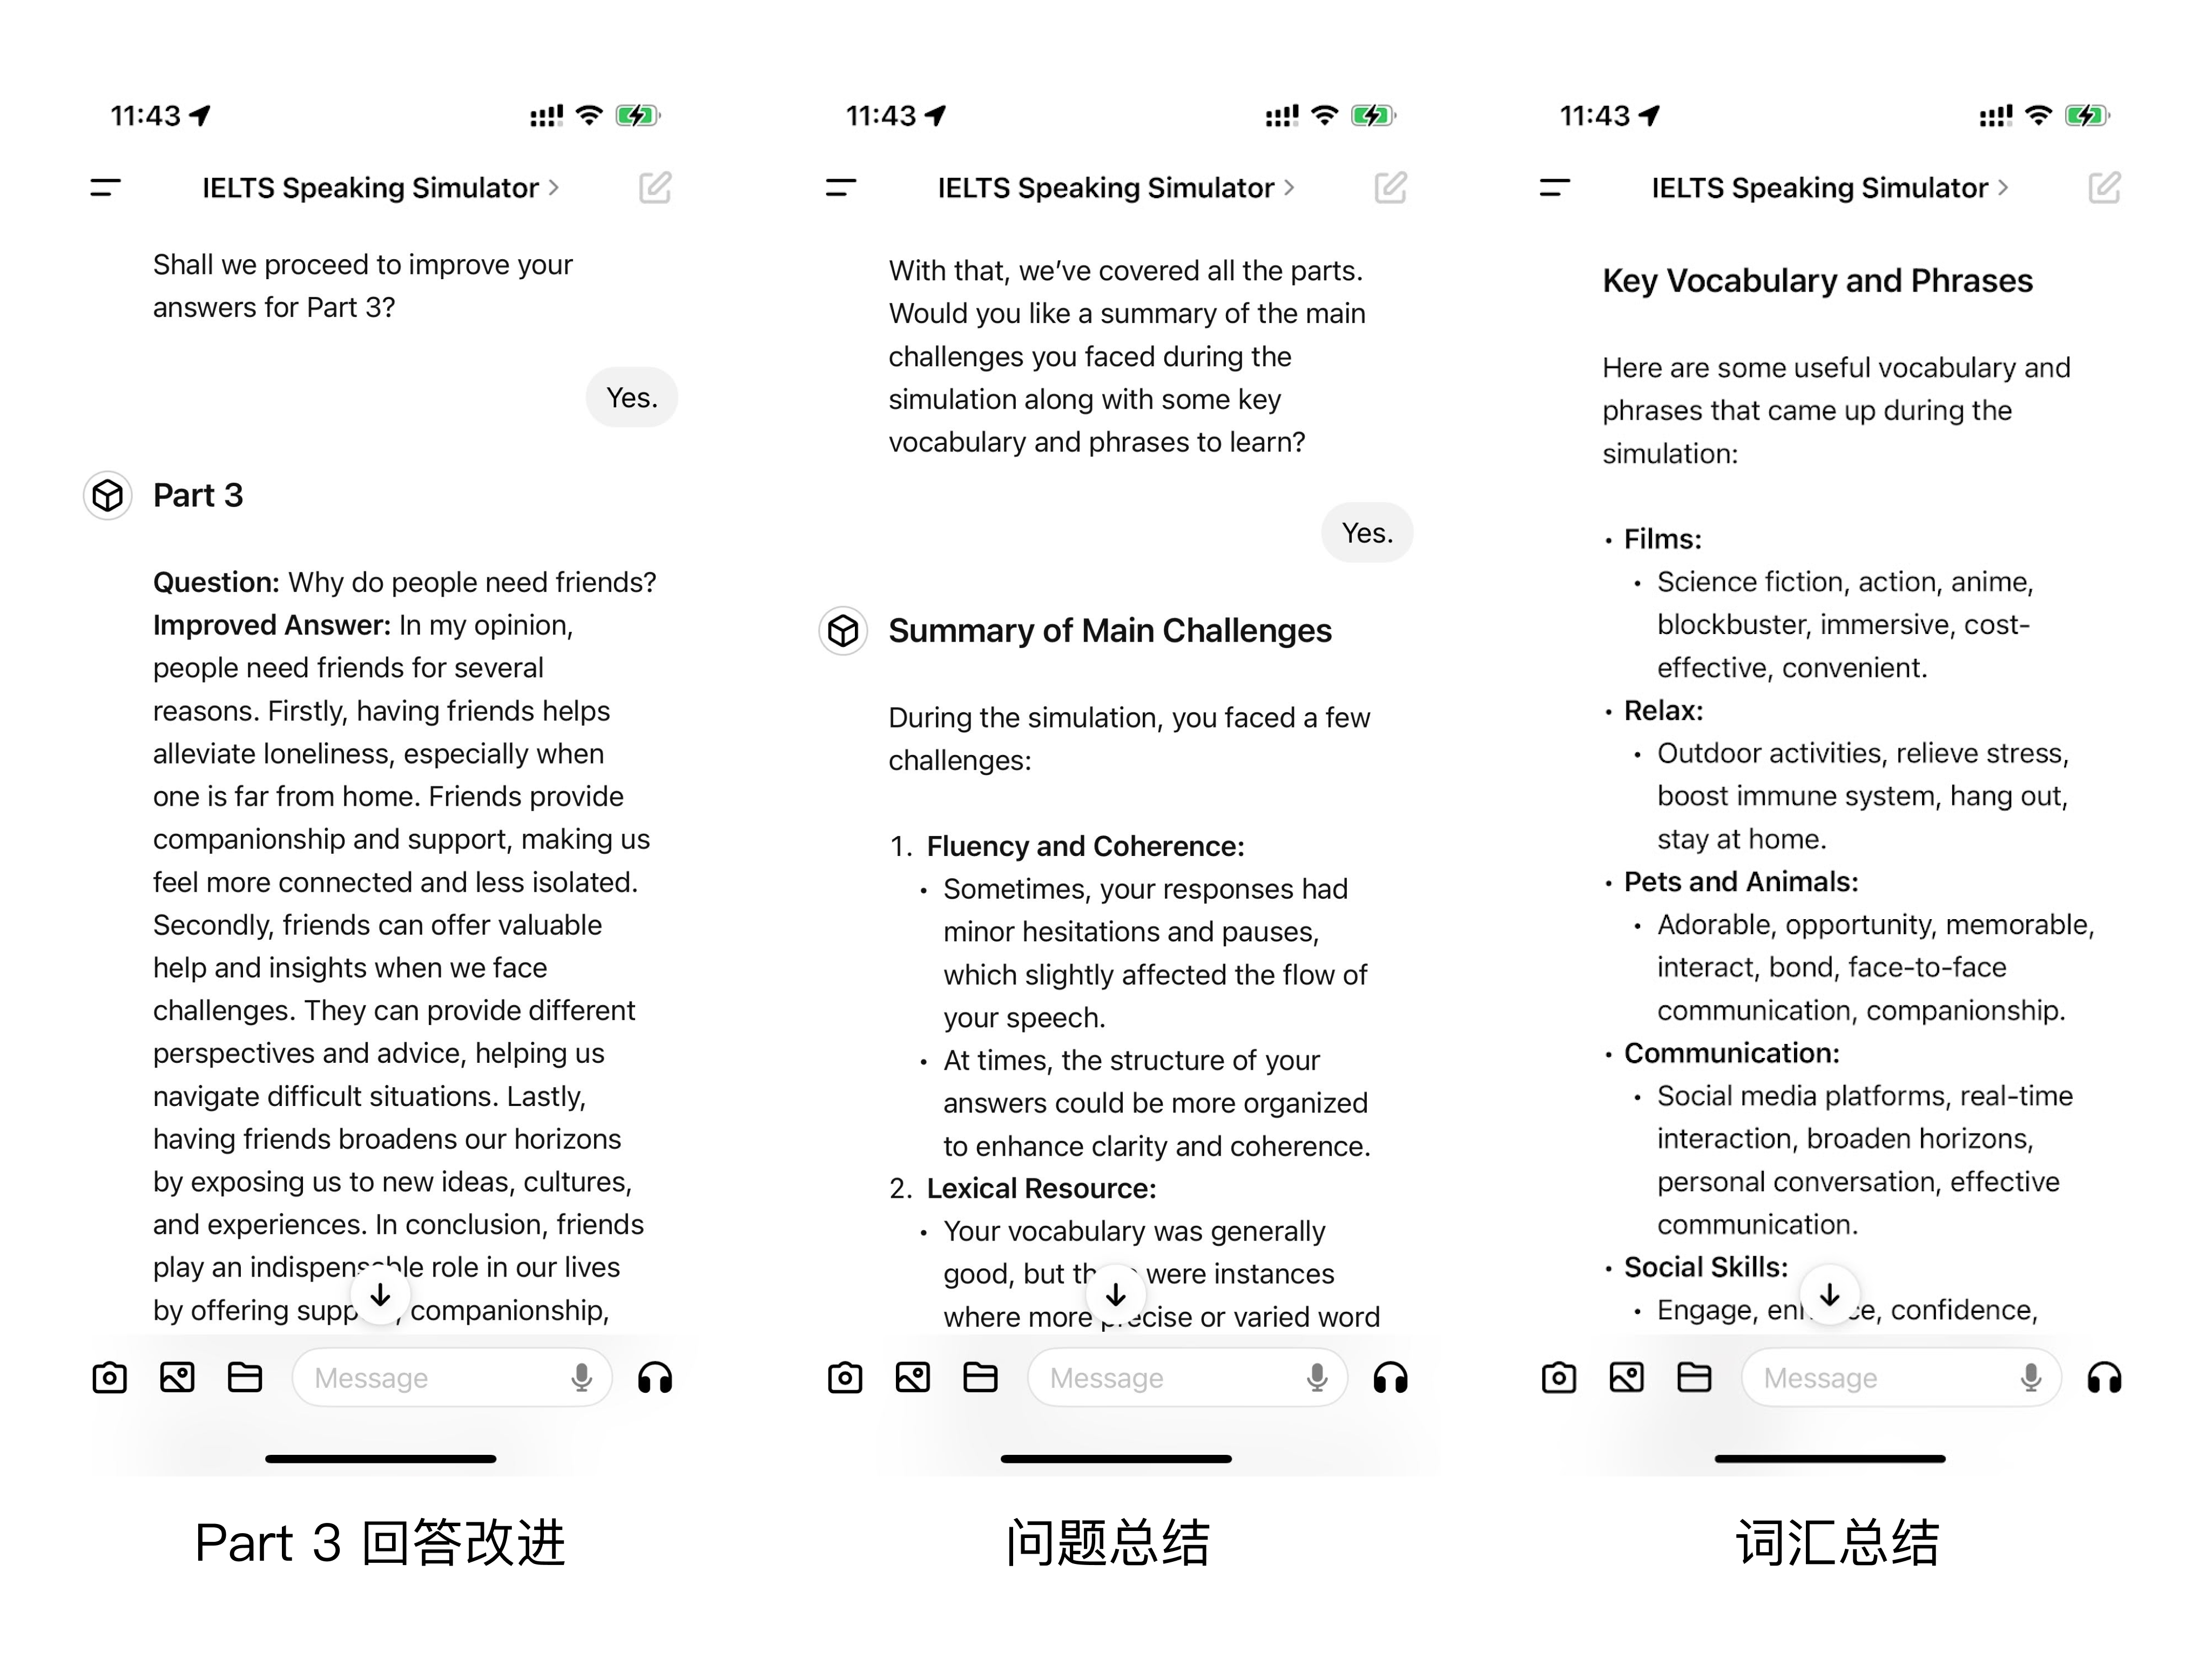 11:43
IELTS Speaking Simulator
Shall we proceed to improve your
answers for Part 3?
Yes.
Part 3
Question: Why do people need friends?
Improved Answer: In my opinion,
people need friends for several
reasons. Firstly, having friends helps
alleviate loneliness, especially when
one is far from home. Friends provide
companionship and support, making us
feel more connected and less isolated.
Secondly, friends can offer valuable
help and insights when we face
challenges. They can provide different
perspectives and advice, helping us
navigate difficult situations. Lastly,
having friends broadens our horizons
by exposing us to new ideas, cultures,
and experiences. In conclusion, friends
play an indispensable role in our lives
by offering companionship,
Message
Part 3 回答改进
11:43
IELTS Speaking Simulator
With that, we've covered all the parts.
Would you like a summary of the main
challenges you faced during the
simulation along with some key
vocabulary and phrases to learn?
Yes.
Summary of Main Challenges
During the simulation, you faced a few
challenges:
1. Fluency and Coherence:
• Sometimes, your responses had
minor hesitations and pauses,
which slightly affected the flow of
your speech.
• At times, the structure of your
answers could be more organized
to enhance clarity and coherence.
2. Lexical Resource:
• Your vocabulary was generally
good, but were instances
where more precise or varied word
Message
问题总结
11:43
IELTS Speaking Simulator
Key Vocabulary and Phrases
Here are some useful vocabulary and
phrases that came up during the
simulation:
• Films:
• Science fiction, action, anime,
blockbuster, immersive, cost-
effective, convenient.
• Relax:
• Outdoor activities, relieve stress,
boost immune system, hang out,
stay at home.
• Pets and Animals:
• Adorable, opportunity, memorable,
interact, bond, face-to-face
communication, companionship.
• Communication:
• Social media platforms, real-time
interaction, broaden horizons,
personal conversation, effective
communication.
• Social Skills:
• Engage, confidence,
Message
词汇总结